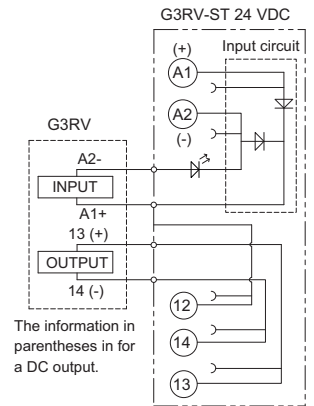 G3RV-ST 24 VDC
Input circuit
(+)
A1
A2
(-)
G3RV
A2-
INPUT
A1+
13 (+)
OUTPUT
14 (-)
12
14
13
The information in
parentheses in for
a DC output.